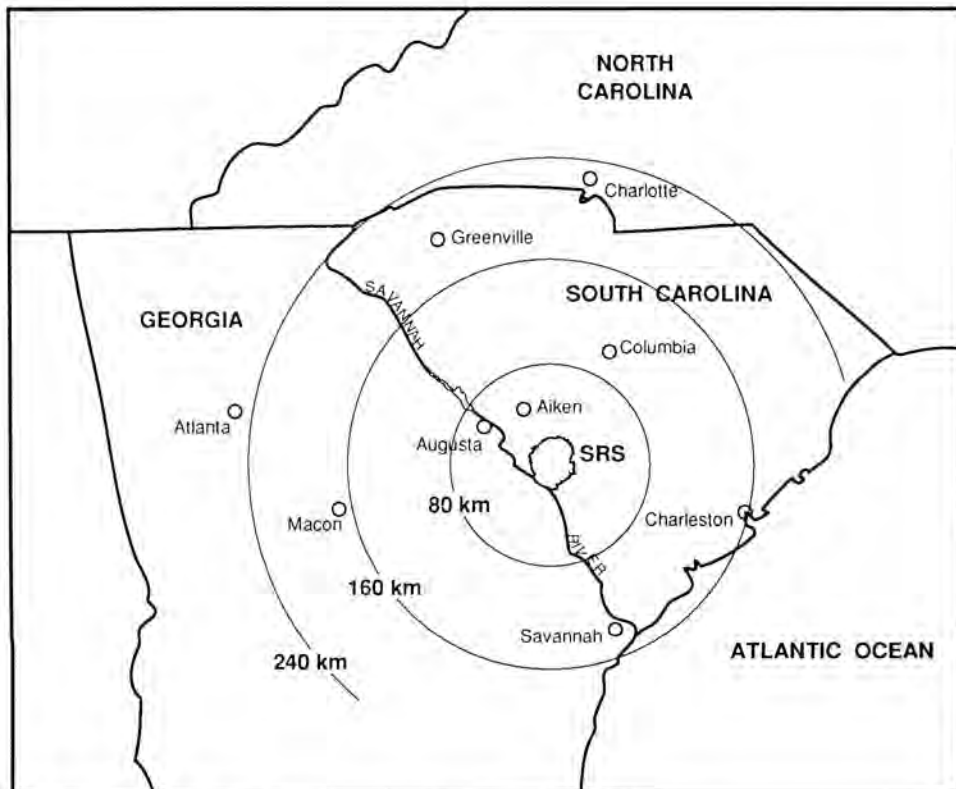 NORTH
CAROLINA
Charlotte
Greenville
SAVANNAH
SOUTH CAROLINA
GEORGIA
Columbia
Aiken
Atlanta
Augusta
SRS
80 km
Macon
Charleston
RIVER
160 km
Savannah
240 km
ATLANTIC OCEAN